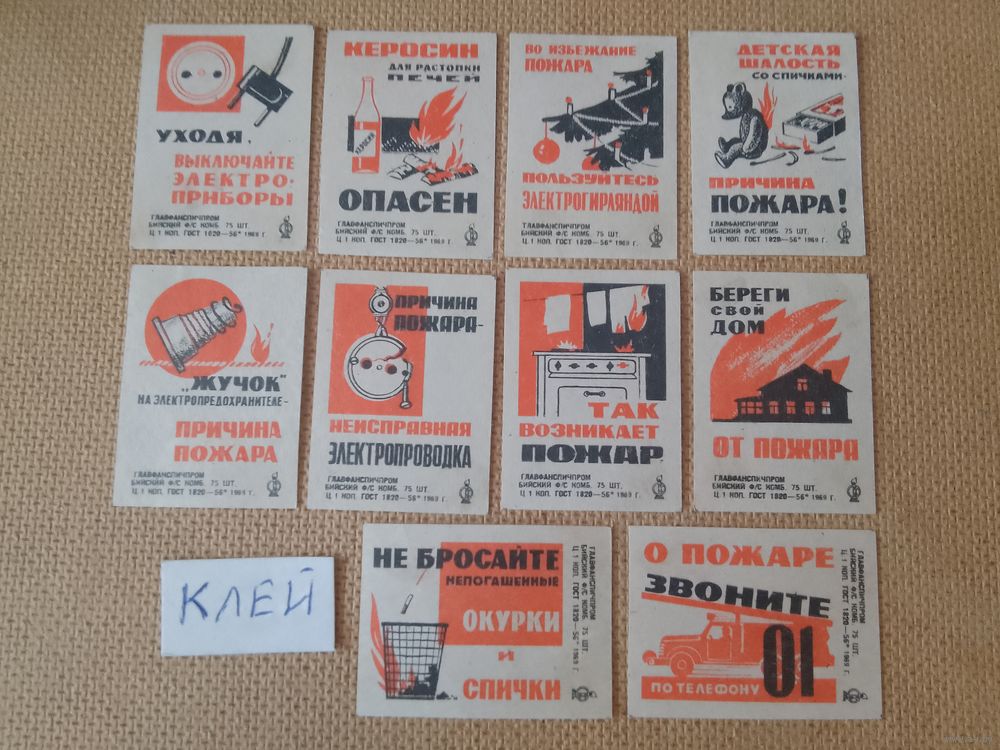 УХОДЯ,
ВЫКЛЮЧАЙТЕ
ЭЛЕКТРО-
ПРИБОРЫ
ГЛАВФАНСПИЧПРОМ
БИЙСКИЙ Ф/С КОМБ. 75 ШТ.
Ц 1 КОП. ГОСТ 1820—56* 1969 г.
КЕРОСИН
ДЛЯ РАСТОПКИ
ПЕЧЕЙ
КЕРОСИН
ОПАСЕН
ГЛАВФАНСПИЧПРОМ
БИЙСКИЙ Ф/С КОМБ. 75 ШТ.
Ц 1 КОП. ГОСТ 1820—56* 1969 г.
ВО ИЗБЕЖАНИЕ
ПОЖАРА
ПОЛЬЗУЙТЕСЬ
ЭЛЕКТРОГИРЛЯНДОЙ
ГЛАВФАНСПИЧПРОМ
БИЙСКИЙ Ф/С КОМБ. 75 ШТ.
Ц 1 КОП. ГОСТ 1820—56* 1969 г.
ДЕТСКАЯ
ШАЛОСТЬ
СО СПИЧКАМИ-
ПРИЧИНА
ПОЖАРА!
ГЛАВФАНСПИЧПРОМ
БИЙСКИЙ Ф/С КОМБ. 75 ШТ.
Ц 1 КОП. ГОСТ 1820—56* 1969 г.
„ЖУЧОК"
НА ЭЛЕКТРОПРЕДОХРАНИТЕЛЕ-
ПРИЧИНА
ПОЖАРА
ГЛАВФАНСПИЧПРОМ
БИЙСКИЙ Ф/С КОМБ. 75 ШТ.
Ц 1 КОП. ГОСТ 1820—56* 1969 г.
ПРИЧИНА
ПОЖАРА-
НЕИСПРАВНАЯ
ЭЛЕКТРОПРОВОДКА
ГЛАВФАНСПИЧПРОМ
БИЙСКИЙ Ф/С КОМБ. 75 ШТ.
Ц 1 КОП. ГОСТ 1820—56* 1969 г.
ТАК
ВОЗНИКАЕТ
ПОЖАР
ГЛАВФАНСПИЧПРОМ
БИЙСКИЙ Ф/С КОМБ. 75 ШТ.
Ц 1 КОП. ГОСТ 1820—56* 1969 г.
БЕРЕГИ
СВОЙ
ДОМ
ОТ ПОЖАРА
ГЛАВФАНСПИЧПРОМ
БИЙСКИЙ Ф/С КОМБ. 75 ШТ.
Ц 1 КОП. ГОСТ 1820—56* 1969 г.
КЛЕЙ
НЕ БРОСАЙТЕ
НЕПОГАШЕННЫЕ
ОКУРКИ
И
СПИЧКИ
ГЛАВФАНСПИЧПРОМ
БИЙСКИЙ Ф/С КОМБ. 75 ШТ.
Ц 1 КОП. ГОСТ 1820—56* 1969 г.
О ПОЖАРЕ
ЗВОНИТЕ
ПО ТЕЛЕФОНУ 01
ГЛАВФАНСПИЧПРОМ
БИЙСКИЙ Ф/С КОМБ. 75 ШТ.
Ц 1 КОП. ГОСТ 1820—56* 1969 г.